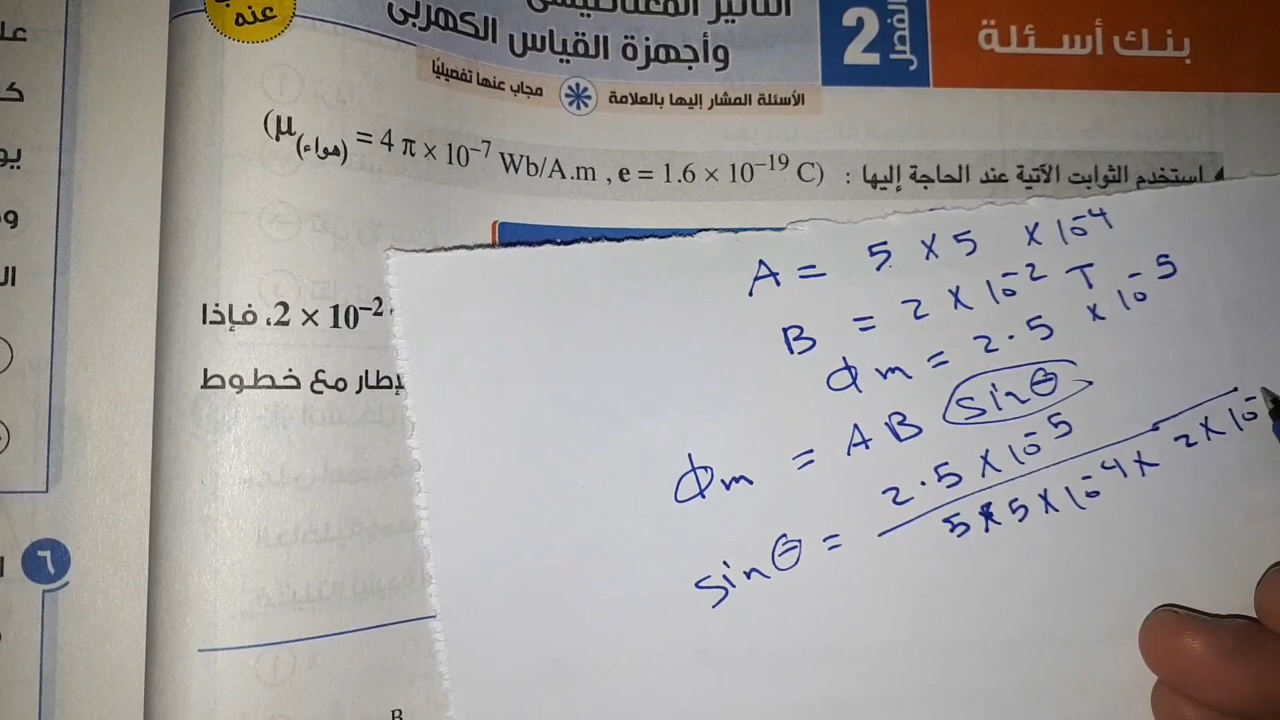 بنك أسئلة
الفصل 2
التأثير المغناطيسى
وأجهزة القياس الكهربى
عنه
الأسئلة المشار إليها بالعلامة مجاب عنها تفصيليًا
استخدم الثوابت الآتية عند الحاجة إليها : (μ(هواء) = 4 π × 10⁻⁷ Wb/A.m , e = 1.6 × 10⁻¹⁹ C)
2 × 10⁻²، فإذا
الإطار مع خطوط
A = 5 × 5 × 10⁻⁴
B = 2 × 10⁻² T
ϕm = 2.5 × 10⁻⁵
ϕm = A B sinθ
sinθ = 2.5 × 10⁻⁵
5 × 5 × 10⁻⁴ × 2 × 10⁻
٦
B